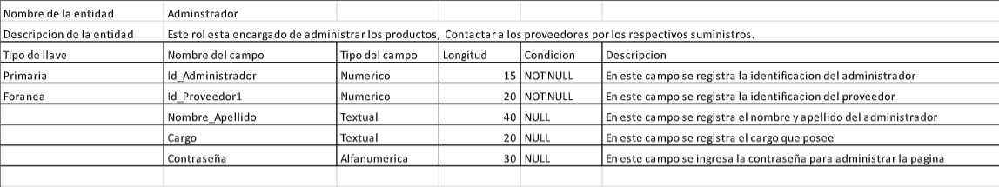 Nombre de la entidad Adminstrador
Descripcion de la entidad Este rol esta encargado de administrar los productos, Contactar a los proveedores por los respectivos suministros.
Tipo de llave Nombre del campo Tipo del campo Longitud Condicion Descripcion
Primaria Id_Administrador Numerico 15 NOT NULL En este campo se registra la identificacion del administrador
Foranea Id_Proveedor1 Numerico 20 NOT NULL En este campo se registra la identificacion del proveedor
Nombre_Apellido Textual 40 NULL En este campo se registra el nombre y apellido del administrador
Cargo Textual 20 NULL En este campo se registra el cargo que posee
Contraseña Alfanumerica 30 NULL En este campo se ingresa la contraseña para administrar la pagina